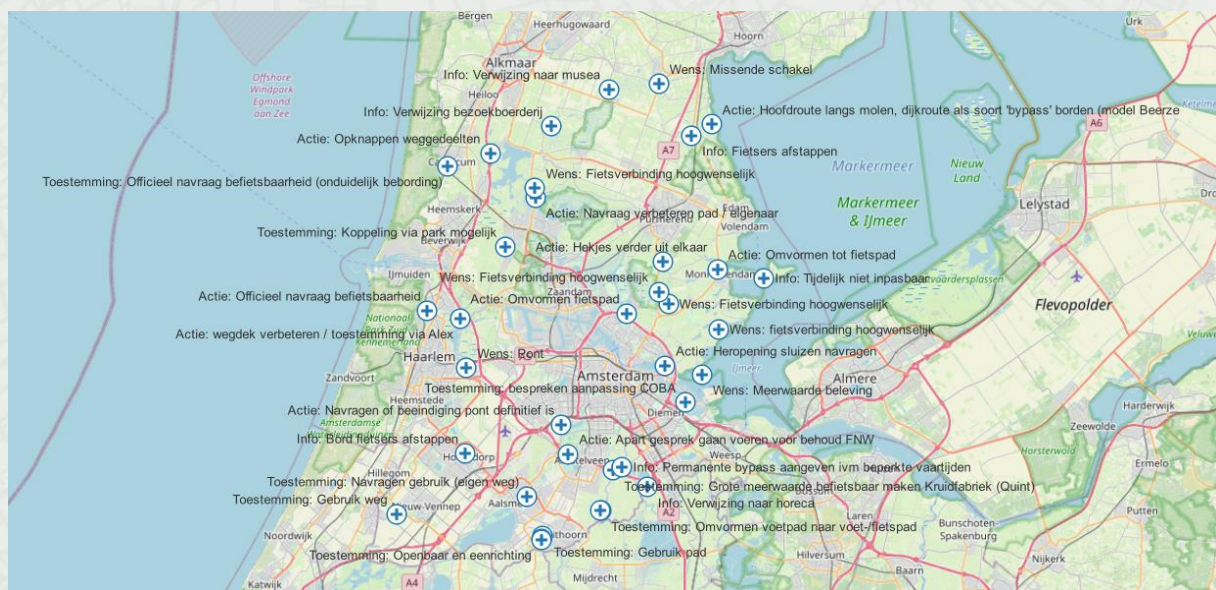 Bergen
Heerhugowaard
Hoorn
Urk
Alkmaar
Info: Verwijzing naar musea
Wens: Missende schakel
Offshore
Windpark
Egmond
aan Zee
Heiloo
Info: Verwijzing bezoekboerderij
Actie: Hoofdroute langs molen, dijkroute als soort 'bypass' borden (model Beerze
A6
Actie: Opknappen weggedeelten
A7
Info: Fietsers afstappen
Markermeer
Nieuw
Land
Toestemming: Officieel navraag befietsbaarheid (onduidelijk bebording)
Wens: Fietsverbinding hoogwenselijk
Markermeer
& IJmeer
Lelystad
Heemskerk
Actie: Navraag verbeteren pad / eigenaar
Purmerend
Edam
Volendam
Toestemming: Koppeling via park mogelijk
Beverwijk
Actie: Hekjes verder uit elkaar
Actie: Omvormen tot fietspad
IJmuiden
Wens: Fietsverbinding hoogwenselijk
Info: Tijdelijk niet inpasbaar
Zaandam
Actie: Officieel navraag befietsbaarheid
Actie: Omvormen fietspad
Wens: Fietsverbinding hoogwenselijk
Flevopolder
Nationaal
Actie: wegdek verbeteren / toestemming via Alex
Wens: fietsverbinding hoogwenselijk
Haarlem
Wens: Pont
Actie: Heropening sluizen navragen
IJmeer
Zandvoort
Toestemming: bespreken aanpassing COBA
Amsterdam
Wens: Meerwaarde beleving
Almere
Heemstede
Harderwijk
Actie: Navragen of beeindiging pont definitief is
Diemen
Amsterdamse
Zeewolde
Info: Bord fietsers afstappen
Actie: Apart gesprek gaan voeren voor behoud FNW
Horsterwold
Weesp
Hillegom
Info: Permanente bypass aangeven ivm beperkte vaartijden
Ermelo
Toestemming: Navragen gebruik (eigen weg)
Toestemming: Grote meerwaarde befietsbaar maken Kruidfabriek (Quint)
Bussum
Toestemming: Gebruik weg
Nieuw-Vennep
Aalsmeer
Info: Verwijzing naar horeca
A2
Laren
Putten
Noordwijk
Toestemming: Omvormen voetpad naar voet-/fietspad
Bunschoten-
Spakenburg
Toestemming: Openbaar en eenrichting
Toestemming: Gebruik pad
Hilversum
Nijkerk
Katwijk
A4
Mijdrecht
Baarn